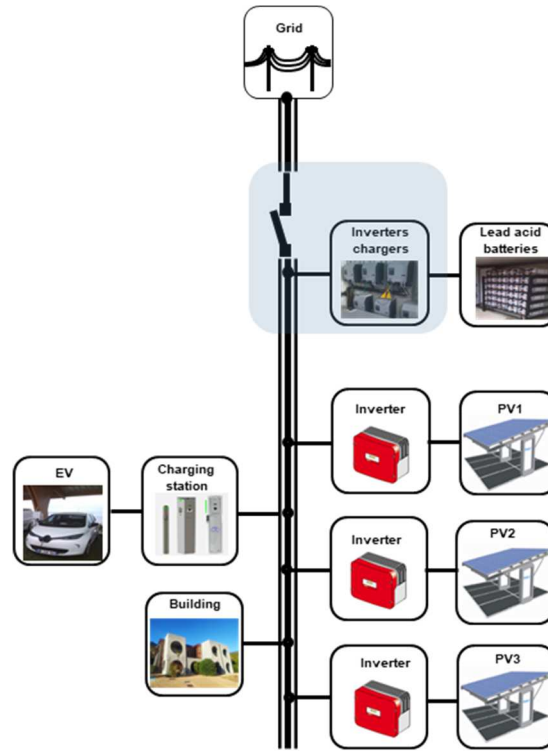 Grid
Inverters
chargers
Lead acid
batteries
Inverter
PV1
EV
Charging
station
Inverter
PV2
Building
Inverter
PV3